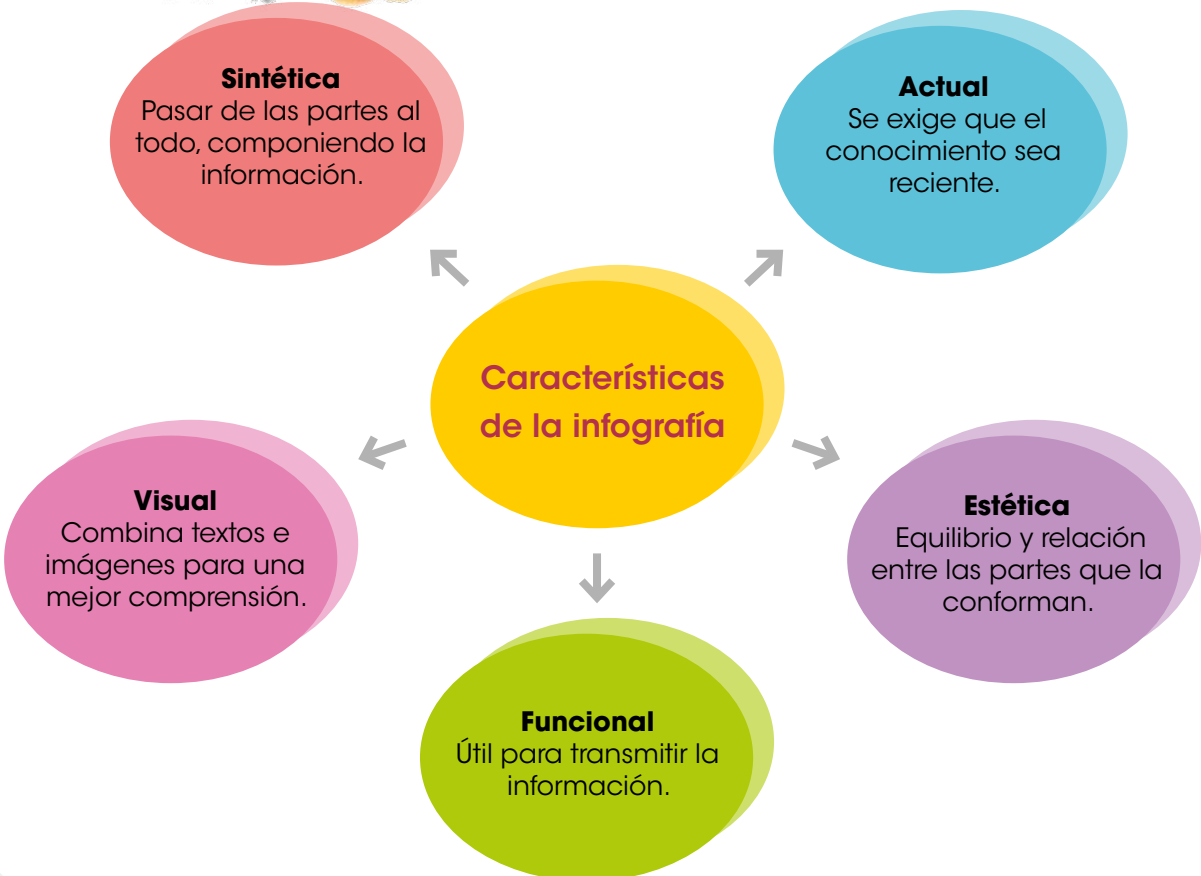 Sintética
Pasar de las partes al
todo, componiendo la
información.
Actual
Se exige que el
conocimiento sea
reciente.
Características
de la infografía
Visual
Combina textos e
imágenes para una
mejor comprensión.
Estética
Equilibrio y relación
entre las partes que la
conforman.
Funcional
Útil para transmitir la
información.